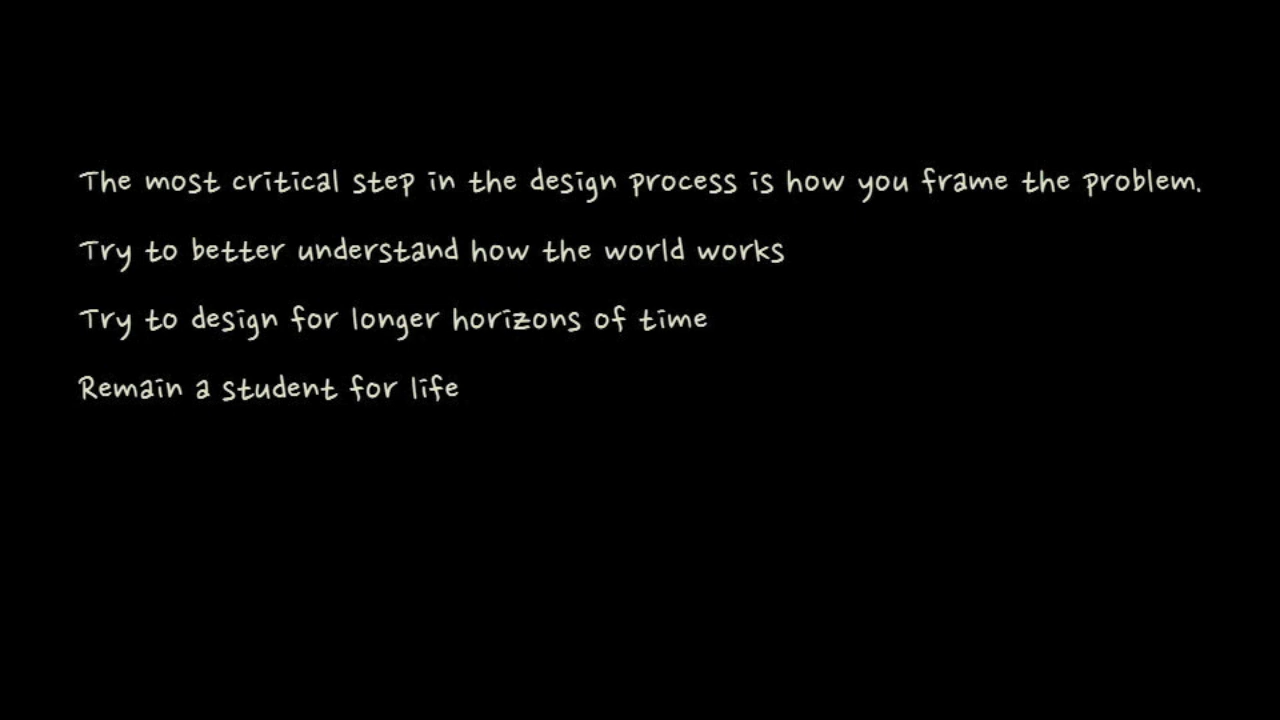 The most critical step in the design process is how you frame the problem.
Try to better understand how the world works
Try to design for longer horizons of time
Remain a student for life